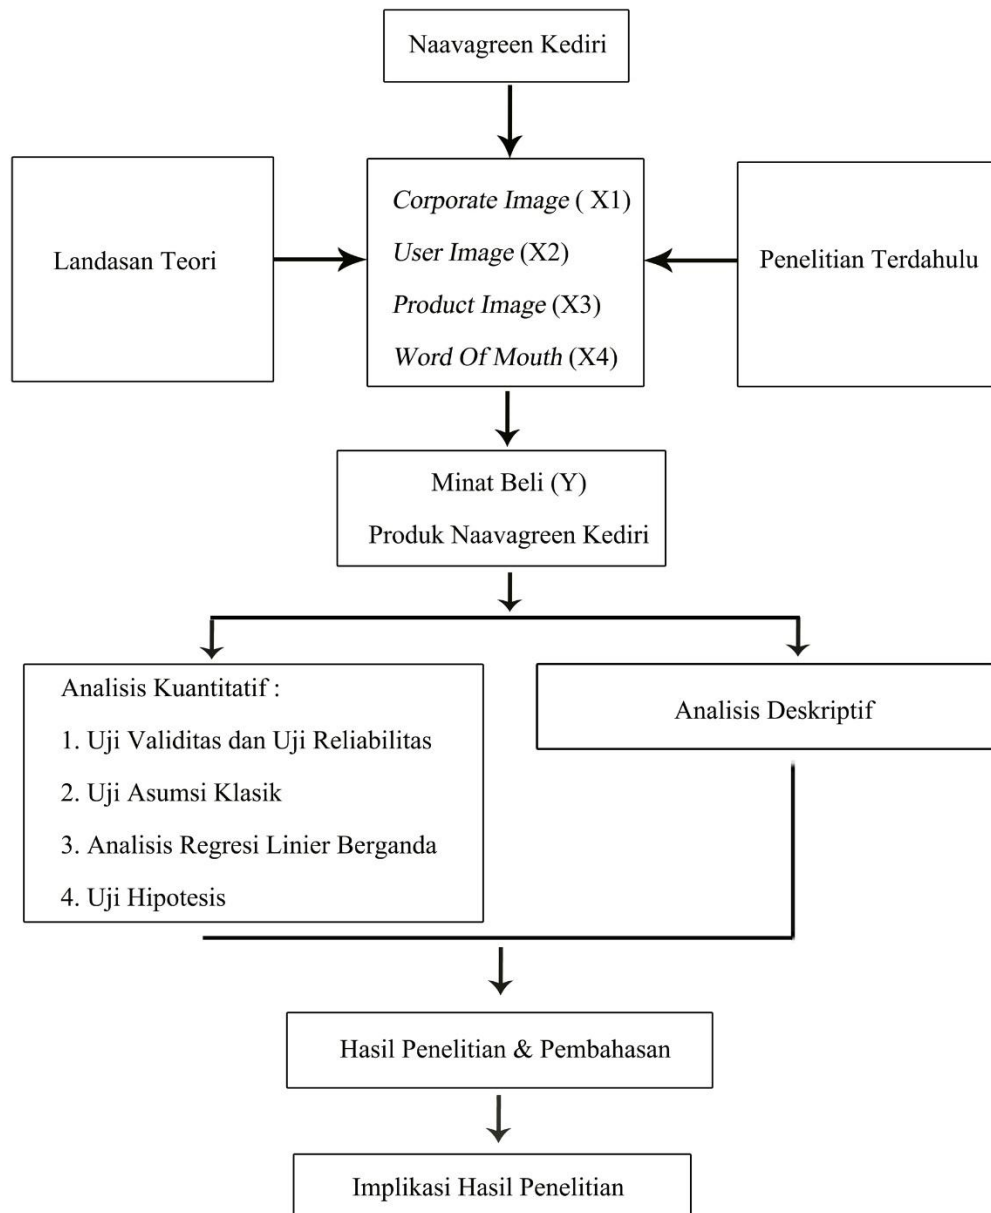 Naavagreen Kediri
Landasan Teori
Corporate Image ( X1)
User Image (X2)
Product Image (X3)
Word Of Mouth (X4)
Penelitian Terdahulu
Minat Beli (Y)
Produk Naavagreen Kediri
Analisis Kuantitatif :
1. Uji Validitas dan Uji Reliabilitas
2. Uji Asumsi Klasik
3. Analisis Regresi Linier Berganda
4. Uji Hipotesis
Analisis Deskriptif
Hasil Penelitian & Pembahasan
Implikasi Hasil Penelitian